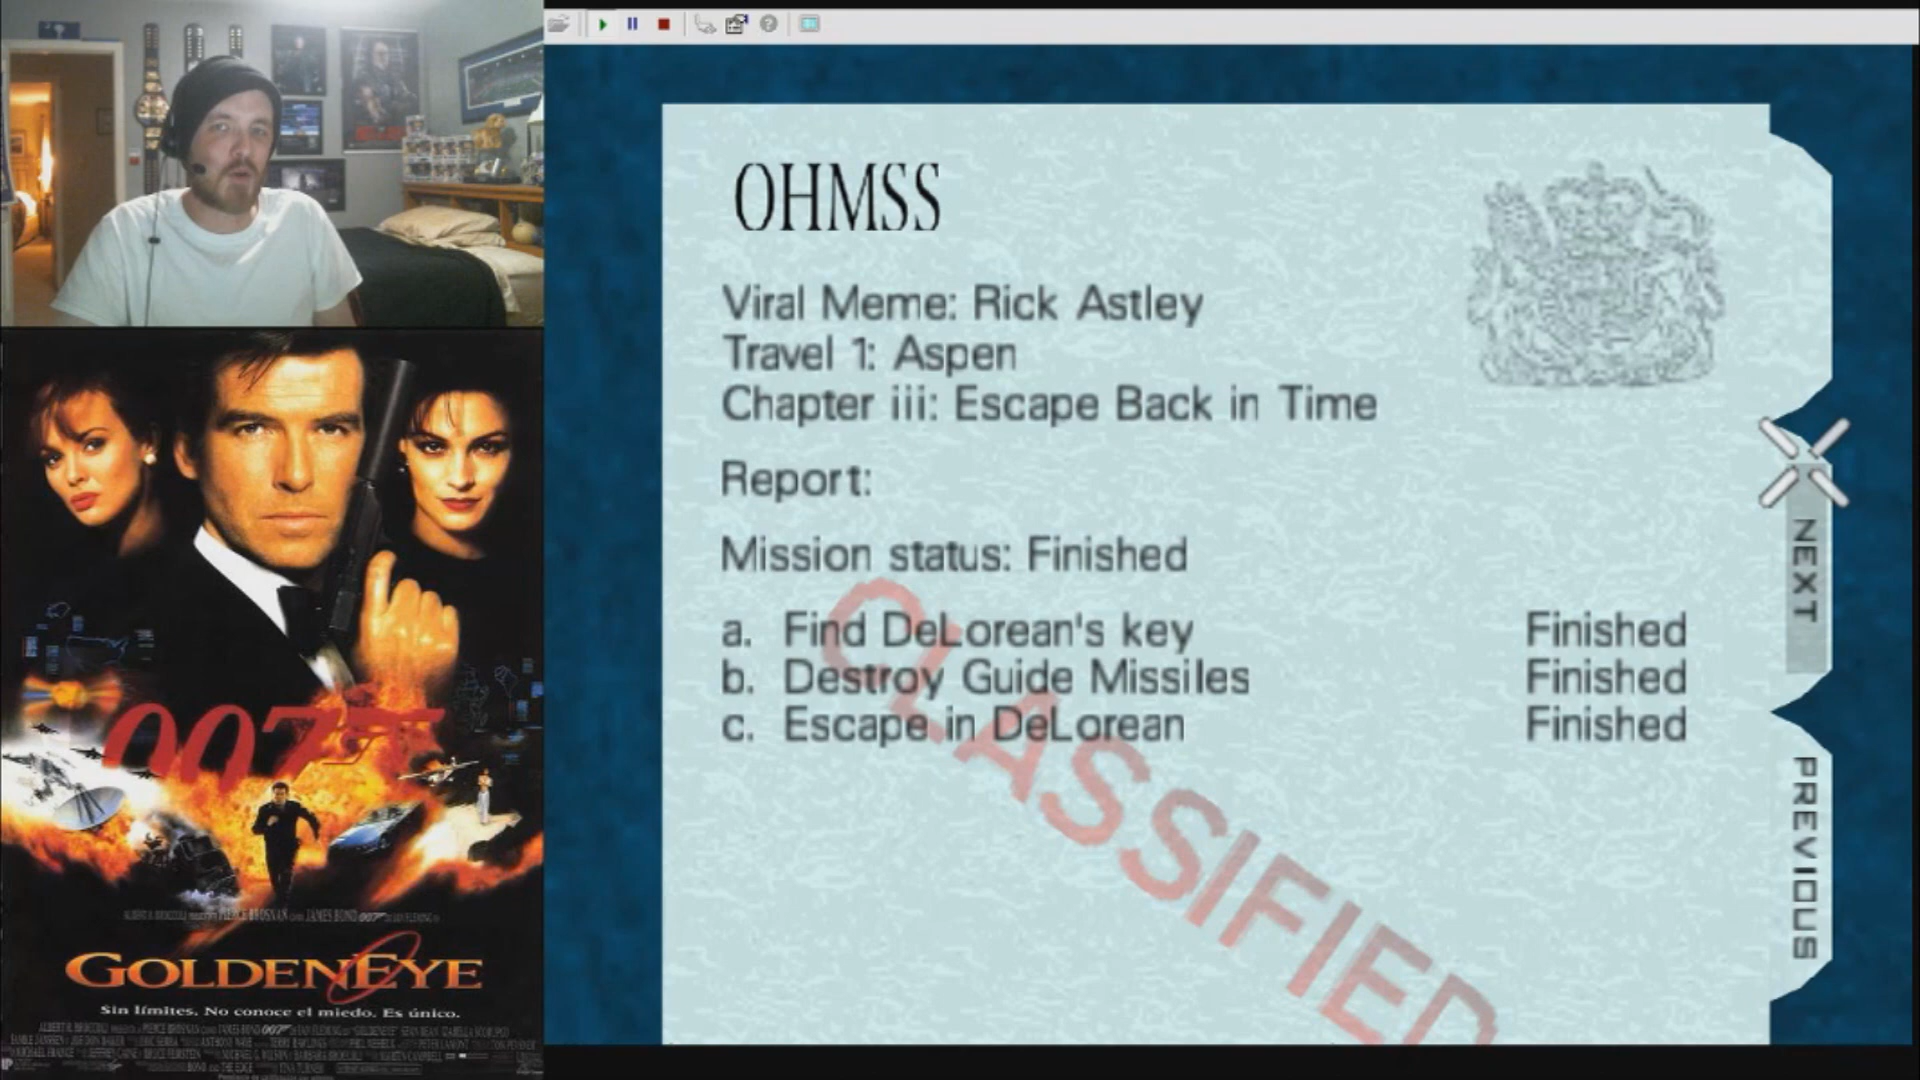 OHMSS
Viral Meme: Rick Astley
Travel 1: Aspen
Chapter iii: Escape Back in Time
Report:
Mission status: Finished
a. Find DeLorean's key Finished
b. Destroy Guide Missiles Finished
c. Escape in DeLorean Finished
CLASSIFIED
NEXT
PREVIOUS
007
GOLDENEYE
Sin límites. No conoce el miedo. Es único.